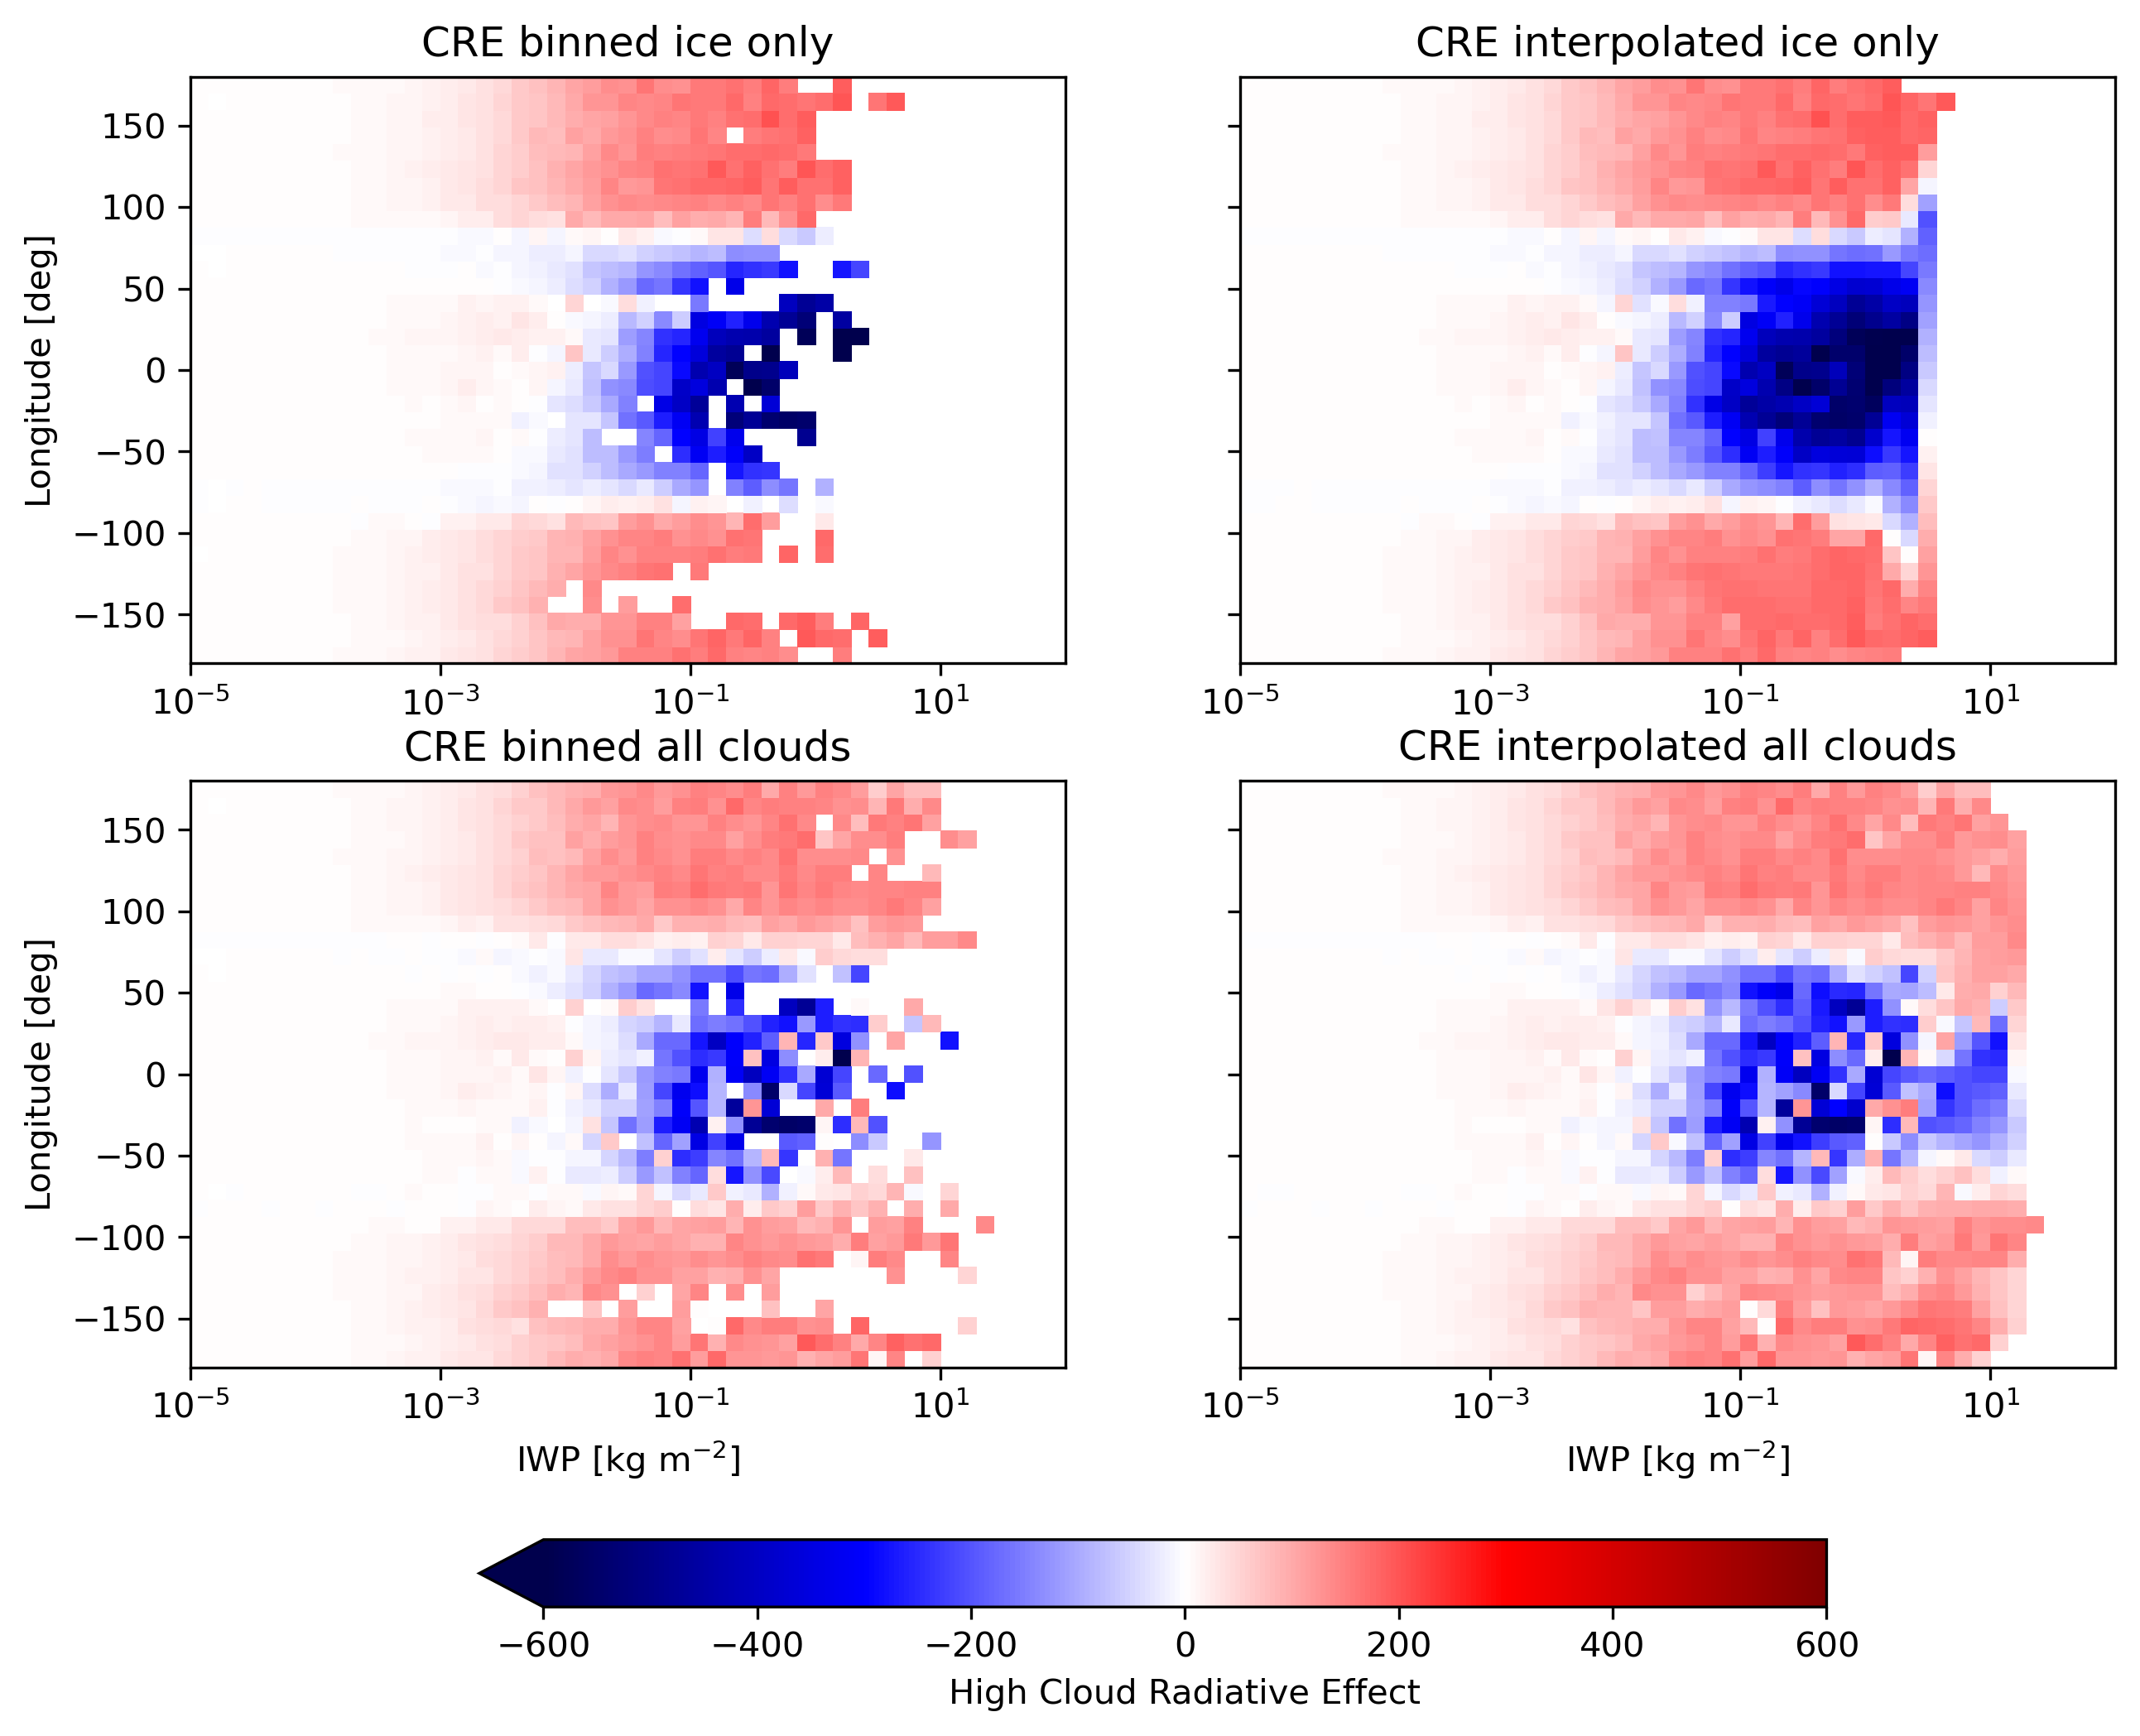 CRE binned ice only
CRE interpolated ice only
Longitude [deg]
150
100
50
0
−50
−100
−150
10⁻⁵ 10⁻³ 10⁻¹ 10¹
10⁻⁵ 10⁻³ 10⁻¹ 10¹
CRE binned all clouds
CRE interpolated all clouds
Longitude [deg]
150
100
50
0
−50
−100
−150
10⁻⁵ 10⁻³ 10⁻¹ 10¹
IWP [kg m⁻²]
10⁻⁵ 10⁻³ 10⁻¹ 10¹
IWP [kg m⁻²]
−600 −400 −200 0 200 400 600
High Cloud Radiative Effect